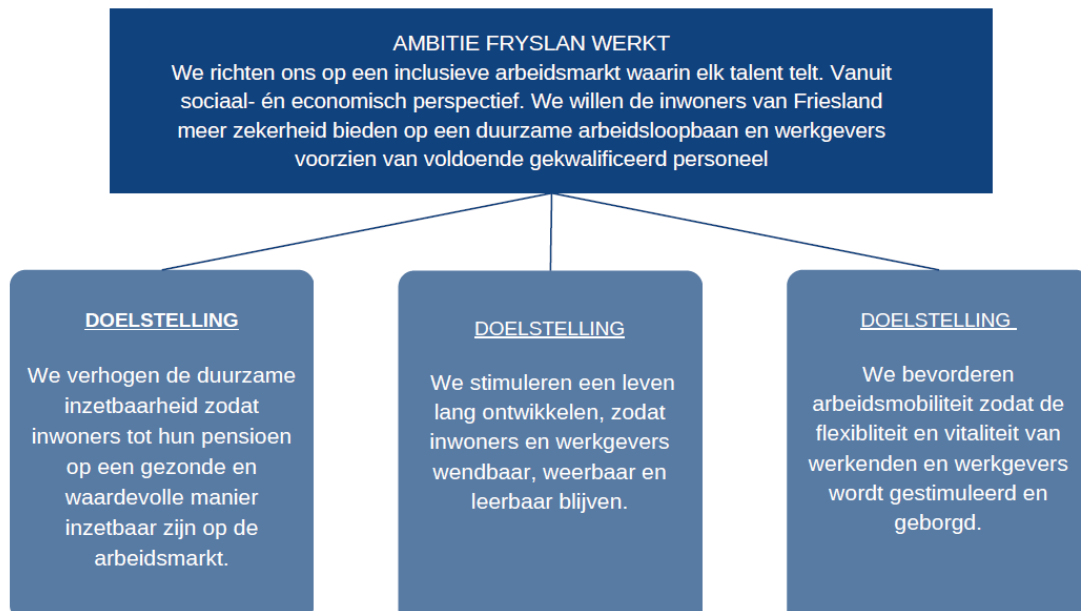 AMBITIE FRYSLAN WERKT
We richten ons op een inclusieve arbeidsmarkt waarin elk talent telt. Vanuit
sociaal- én economisch perspectief. We willen de inwoners van Friesland
meer zekerheid bieden op een duurzame arbeidsloopbaan en werkgevers
voorzien van voldoende gekwalificeerd personeel
DOELSTELLING
We verhogen de duurzame
inzetbaarheid zodat
inwoners tot hun pensioen
op een gezonde en
waardevolle manier
inzetbaar zijn op de
arbeidsmarkt.
DOELSTELLING
We stimuleren een leven
lang ontwikkelen, zodat
inwoners en werkgevers
wendbaar, weerbaar en
leerbaar blijven.
DOELSTELLING
We bevorderen
arbeidsmobiliteit zodat de
flexibliteit en vitaliteit van
werkenden en werkgevers
wordt gestimuleerd en
geborgd.